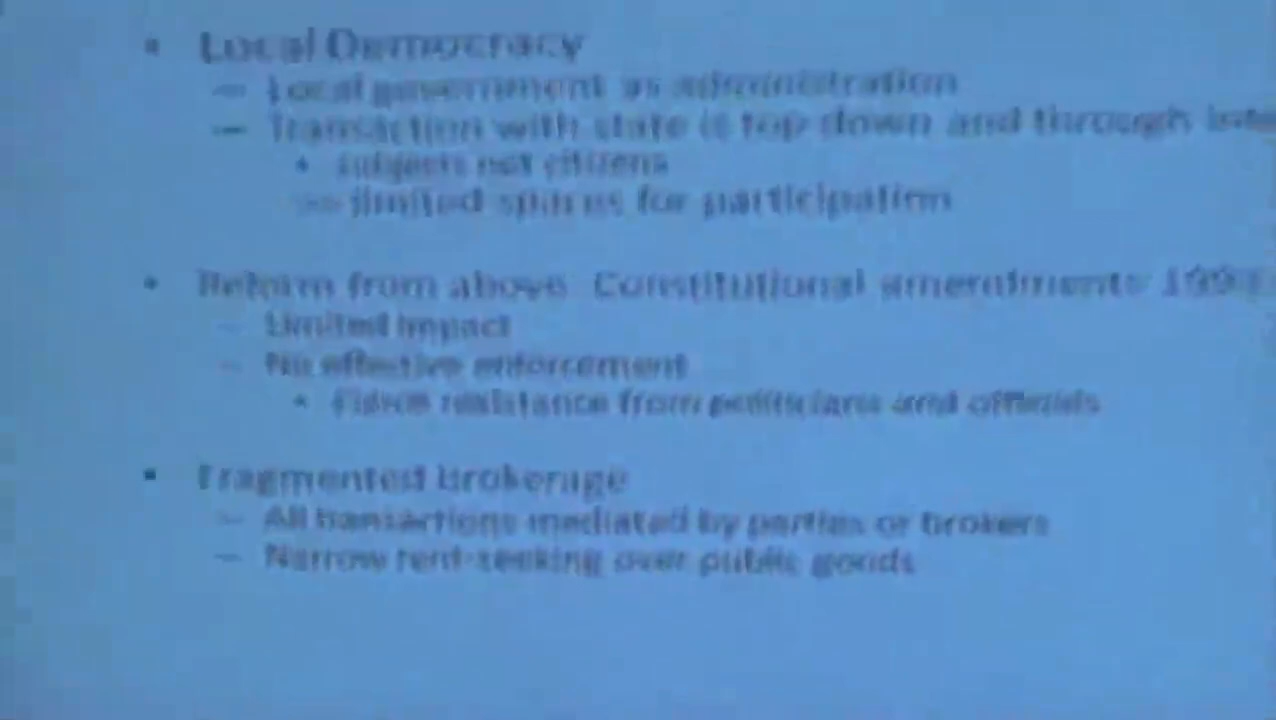 • Local Democracy
– Local government as administration
– Transaction with state is top down and through
• subjects not citizens
– limited spaces for participation
• Reform from above Constitutional amendments
– Limited impact
– No effective enforcement
• Fierce resistance from politicians and officials
• Fragmented brokerage
– All transactions mediated by parties or brokers
– Narrow rent-seeking over public goods